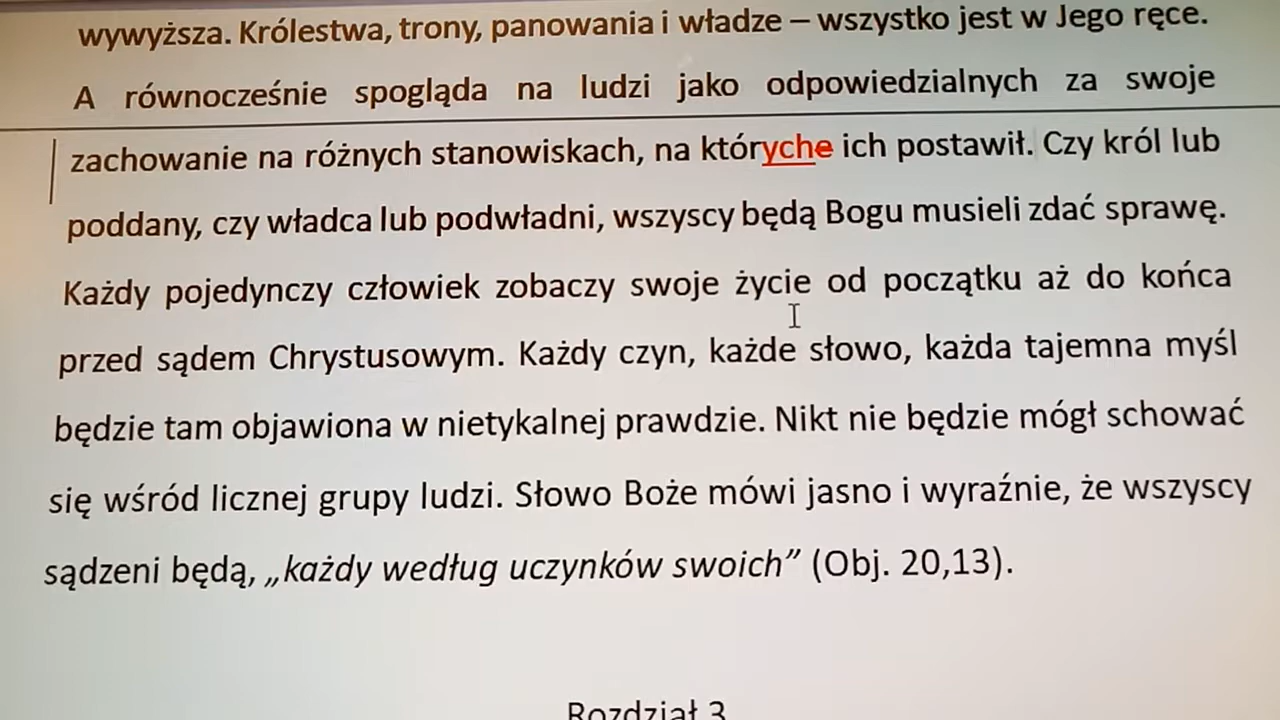 wywyższa. Królestwa, trony, panowania i władze – wszystko jest w Jego ręce.
A równocześnie spogląda na ludzi jako odpowiedzialnych za swoje
zachowanie na różnych stanowiskach, na któryche ich postawił. Czy król lub
poddany, czy władca lub podwładni, wszyscy będą Bogu musieli zdać sprawę.
Każdy pojedynczy człowiek zobaczy swoje życie od początku aż do końca
przed sądem Chrystusowym. Każdy czyn, każde słowo, każda tajemna myśl
będzie tam objawiona w nietykalnej prawdzie. Nikt nie będzie mógł schować
się wśród licznej grupy ludzi. Słowo Boże mówi jasno i wyraźnie, że wszyscy
sądzeni będą, „każdy według uczynków swoich” (Obj. 20,13).
Rozdział 3